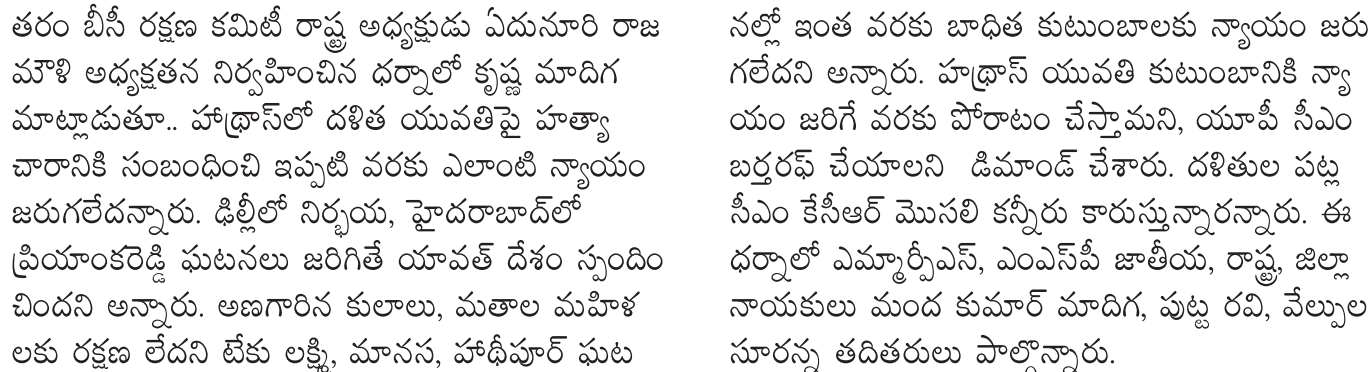 తరం బీసీ రక్షణ కమిటీ రాష్ట్ర అధ్యక్షుడు ఏదునూరి రాజ
మౌళి అధ్యక్షతన నిర్వహించిన ధర్నాలో కృష్ణ మాదిగ
మాట్లాడుతూ.. హాథ్రాస్‌లో దళిత యువతిపై హత్యా
చారానికి సంబంధించి ఇప్పటి వరకు ఎలాంటి న్యాయం
జరుగలేదన్నారు. ఢిల్లీలో నిర్భయ, హైదరాబాద్‌లో
ప్రియాంకరెడ్డి ఘటనలు జరిగితే యావత్ దేశం స్పందిం
చిందని అన్నారు. అణగారిన కులాలు, మతాల మహిళ
లకు రక్షణ లేదని టేకు లక్ష్మి, మానస, హాథీపూర్ ఘట
నల్లో ఇంత వరకు బాధిత కుటుంబాలకు న్యాయం జరు
గలేదని అన్నారు. హథ్రాస్ యువతి కుటుంబానికి న్యా
యం జరిగే వరకు పోరాటం చేస్తామని, యూపీ సీఎం
బర్తరఫ్ చేయాలని డిమాండ్ చేశారు. దళితుల పట్ల
సీఎం కేసీఆర్ మొసలి కన్నీరు కారుస్తున్నారన్నారు. ఈ
ధర్నాలో ఎమ్మార్పీఎస్, ఎంఎస్‌పీ జాతీయ, రాష్ట్ర, జిల్లా
నాయకులు మంద కుమార్ మాదిగ, పుట్ట రవి, వేల్పుల
సూరన్న తదితరులు పాల్గొన్నారు.